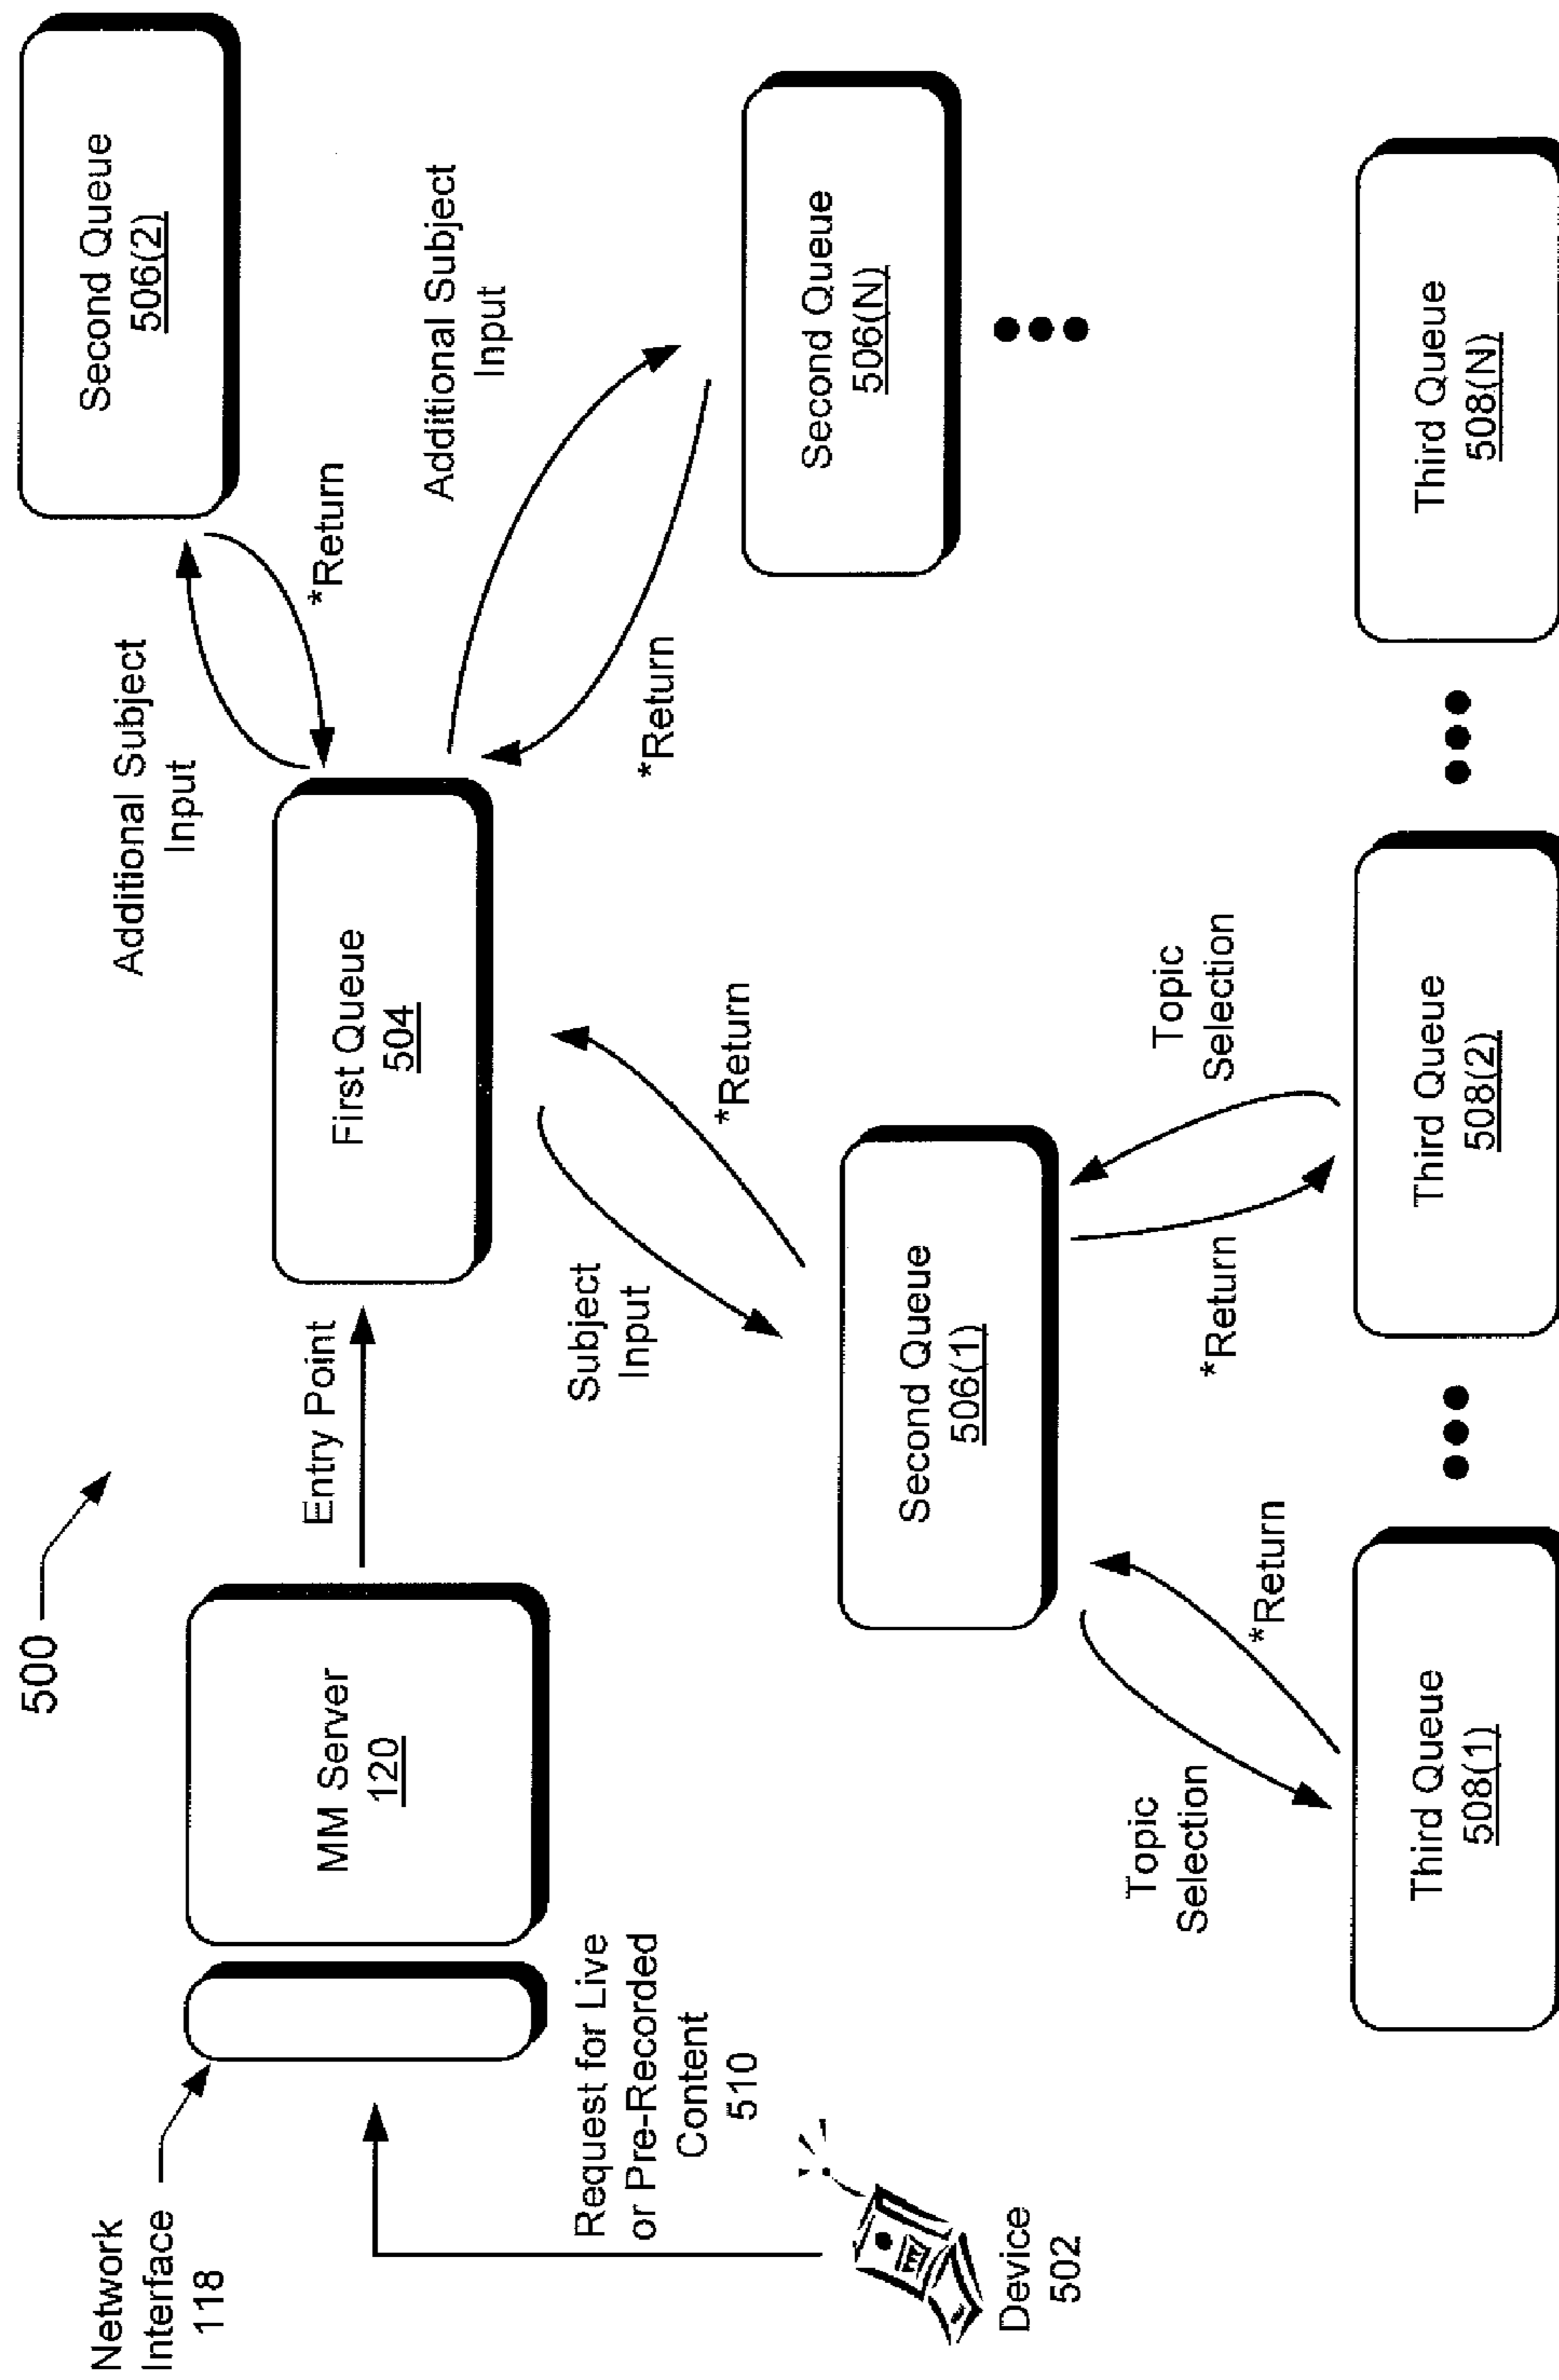 500
Network
Interface
118
MM Server
120
Entry Point
First Queue
504
Additional Subject
Input
*Return
Second Queue
506(2)
Additional Subject
Input
*Return
Second Queue
506(N)
Request for Live
or Pre-Recorded
Content
510
Device
502
Subject
Input
*Return
Second Queue
506(1)
Topic
Selection
*Return
*Return
Topic
Selection
Third Queue
508(1)
Third Queue
508(2)
Third Queue
508(N)